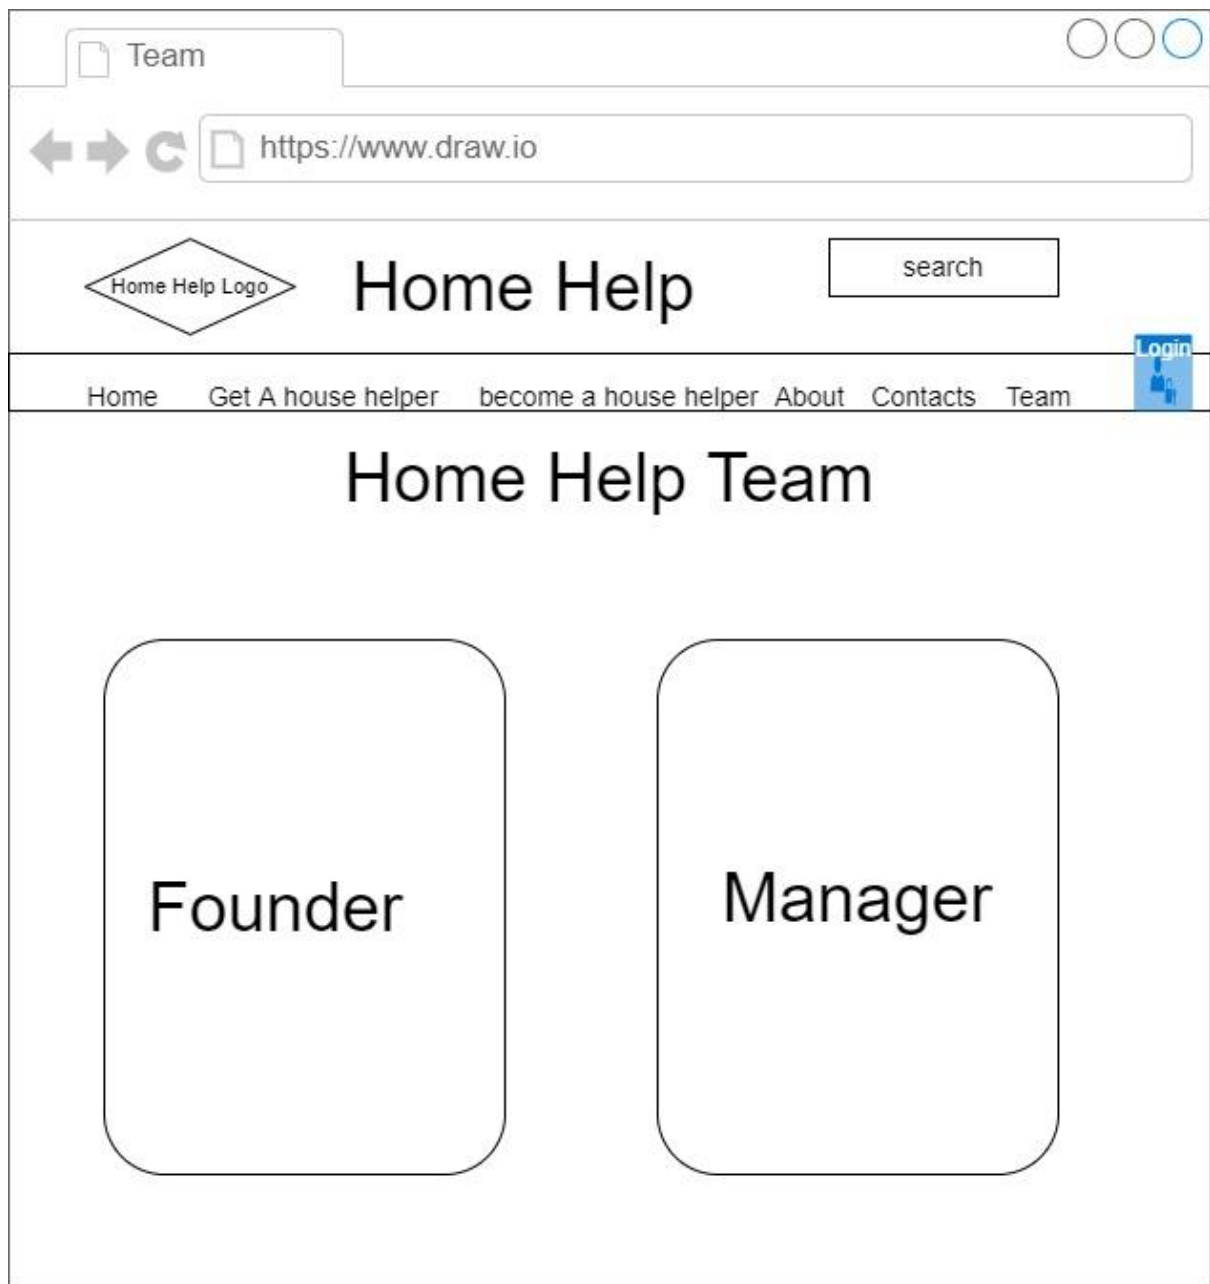 Team
https://www.draw.io
Home Help Logo
Home Help
search
Login
Home Get A house helper become a house helper About Contacts Team
Home Help Team
Founder
Manager